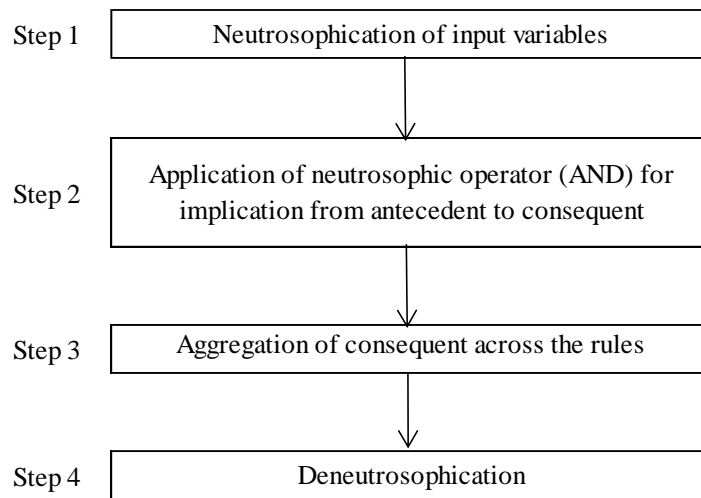 Step 1
Neutrosophication of input variables
Step 2
Application of neutrosophic operator (AND) for
implication from antecedent to consequent
Step 3
Aggregation of consequent across the rules
Step 4
Deneutrosophication